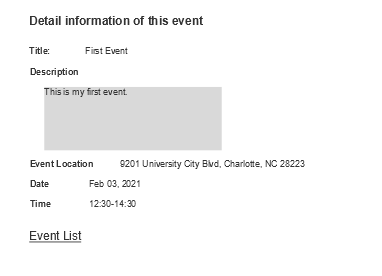 Detail information of this event
Title: First Event
Description
This is my first event.
Event Location 9201 University City Blvd, Charlotte, NC 28223
Date Feb 03, 2021
Time 12:30-14:30
Event List